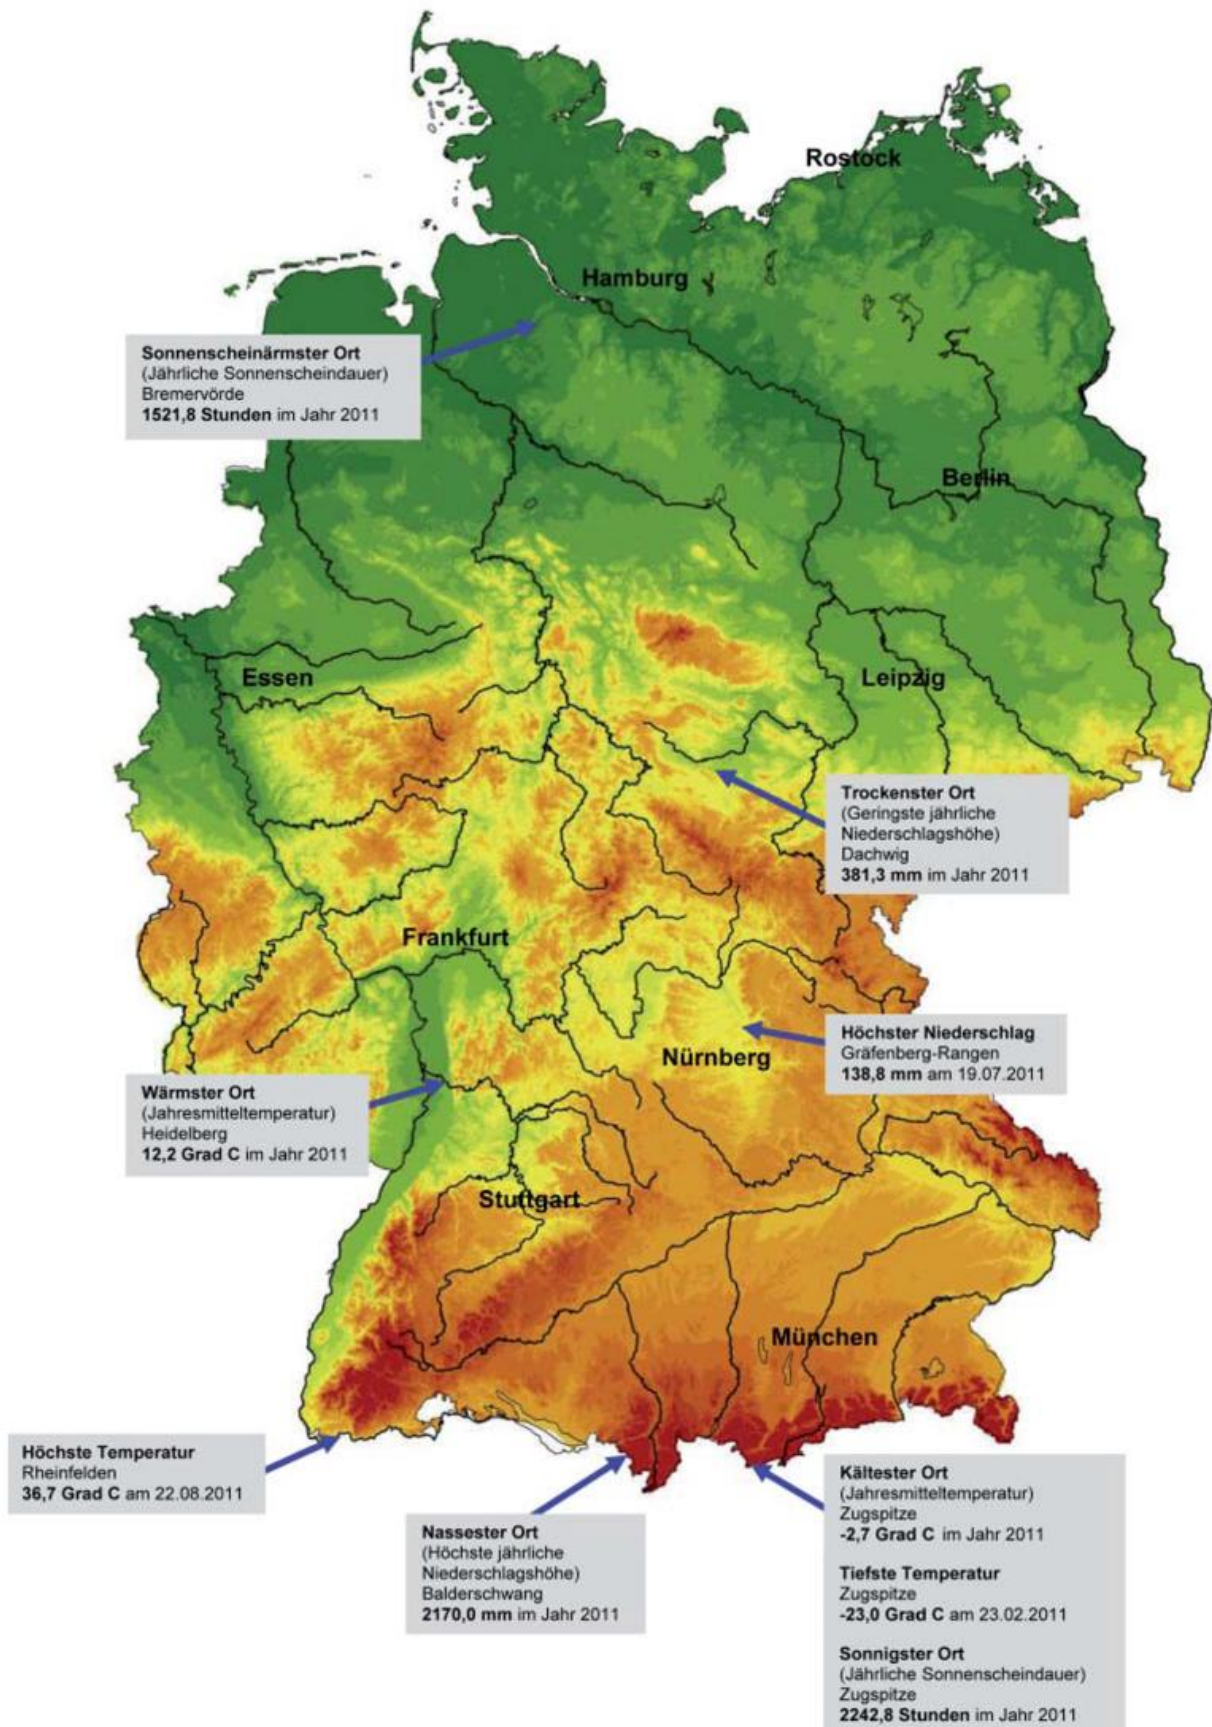 Rostock
Hamburg
Sonnenscheinärmster Ort
(Jährliche Sonnenscheindauer)
Bremervörde
1521,8 Stunden im Jahr 2011
Berlin
Essen
Leipzig
Trockenster Ort
(Geringste jährliche
Niederschlagshöhe)
Dachwig
381,3 mm im Jahr 2011
Frankfurt
Höchster Niederschlag
Gräfenberg-Rangen
138,8 mm am 19.07.2011
Nürnberg
Wärmster Ort
(Jahresmitteltemperatur)
Heidelberg
12,2 Grad C im Jahr 2011
Stuttgart
München
Höchste Temperatur
Rheinfelden
36,7 Grad C am 22.08.2011
Nassester Ort
(Höchste jährliche
Niederschlagshöhe)
Balderschwang
2170,0 mm im Jahr 2011
Kältester Ort
(Jahresmitteltemperatur)
Zugspitze
-2,7 Grad C im Jahr 2011
Tiefste Temperatur
Zugspitze
-23,0 Grad C am 23.02.2011
Sonnigster Ort
(Jährliche Sonnenscheindauer)
Zugspitze
2242,8 Stunden im Jahr 2011